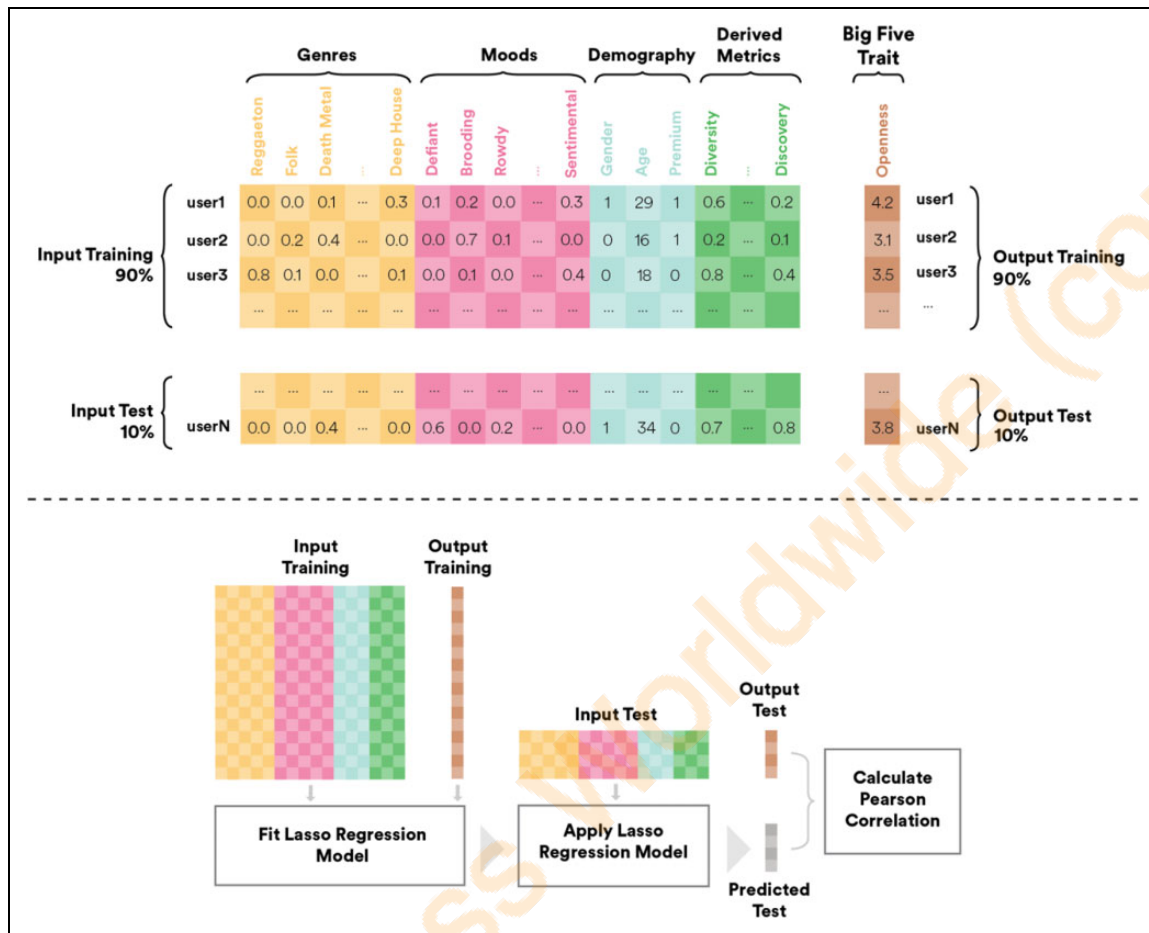 Genres Moods Demography Derived Metrics Big Five Trait
Reggaeton Folk Death Metal ... Deep House Defiant Brooding Rowdy ... Sentimental Gender Age Premium Diversity ... Discovery Openness
user1 0.0 0.0 0.1 ... 0.3 0.1 0.2 0.0 ... 0.3 1 29 1 0.6 ... 0.2 4.2 user1
user2 0.0 0.2 0.4 ... 0.0 0.0 0.7 0.1 ... 0.0 0 16 1 0.2 ... 0.1 3.1 user2
Input Training 90%
user3 0.8 0.1 0.0 ... 0.1 0.0 0.1 0.0 ... 0.4 0 18 0 0.8 ... 0.4 3.5 user3
Output Training 90%
... ... ... ... ... ... ... ... ... ... ... ... ... ... ... ... ...
... ... ... ... ... ... ... ... ... ... ... ... ... ... ... ...
Input Test 10%
userN 0.0 0.0 0.4 ... 0.0 0.6 0.0 0.2 ... 0.0 1 34 0 0.7 ... 0.8 3.8 userN
Output Test 10%
Input Training
Output Training
Input Test
Output Test
Fit Lasso Regression Model
Apply Lasso Regression Model
Calculate Pearson Correlation
Predicted Test
ss Worldwide (co